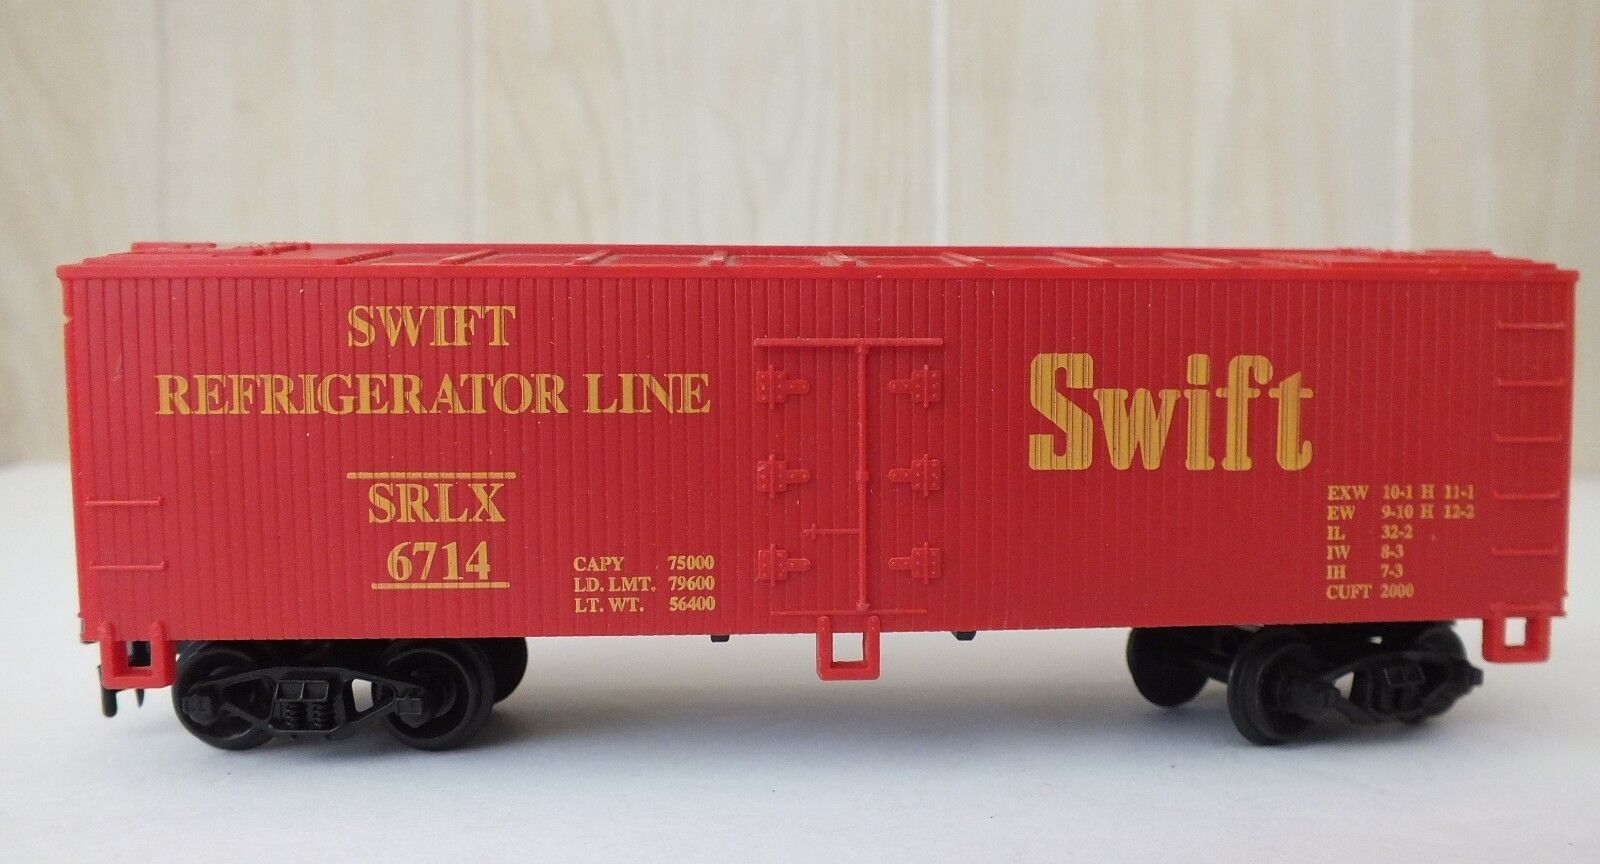 SWIFT
REFRIGERATOR LINE
SRLX
6714
CAPY 75000
LD. LMT. 79600
LT. WT. 56400
Swift
EXW 10-1 H 11-1
EW 9-10 H 12-2
IL 32-2
IW 8-3
IH 7-3
CUFT 2000